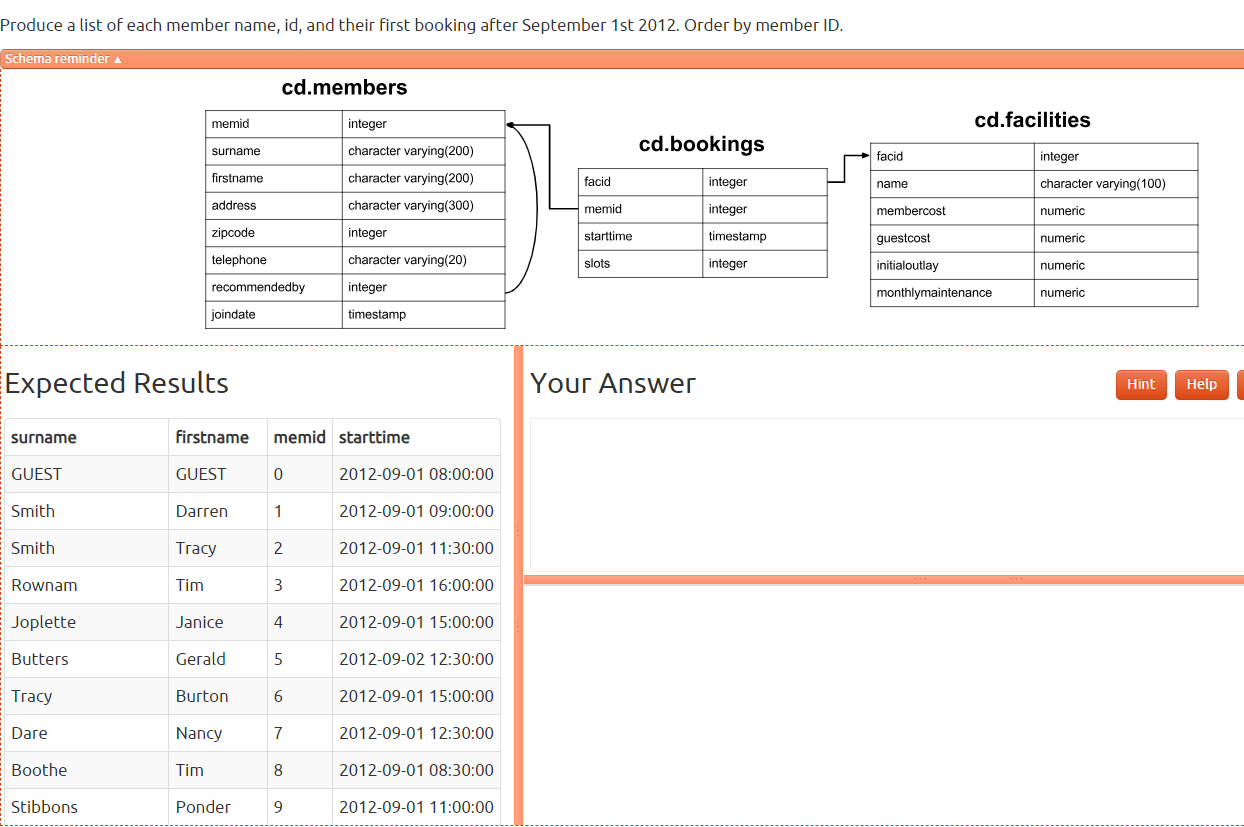 Produce a list of each member name, id, and their first booking after September 1st 2012. Order by member ID.
Schema reminder ▲
cd.members
memid integer
surname character varying(200)
firstname character varying(200)
address character varying(300)
zipcode integer
telephone character varying(20)
recommendedby integer
joindate timestamp
cd.bookings
facid integer
memid integer
starttime timestamp
slots integer
cd.facilities
facid integer
name character varying(100)
membercost numeric
guestcost numeric
initialoutlay numeric
monthlymaintenance numeric
Expected Results
surname firstname memid starttime
GUEST GUEST 0 2012-09-01 08:00:00
Smith Darren 1 2012-09-01 09:00:00
Smith Tracy 2 2012-09-01 11:30:00
Rownam Tim 3 2012-09-01 16:00:00
Joplette Janice 4 2012-09-01 15:00:00
Butters Gerald 5 2012-09-02 12:30:00
Tracy Burton 6 2012-09-01 15:00:00
Dare Nancy 7 2012-09-01 12:30:00
Boothe Tim 8 2012-09-01 08:30:00
Stibbons Ponder 9 2012-09-01 11:00:00
Your Answer
Hint Help